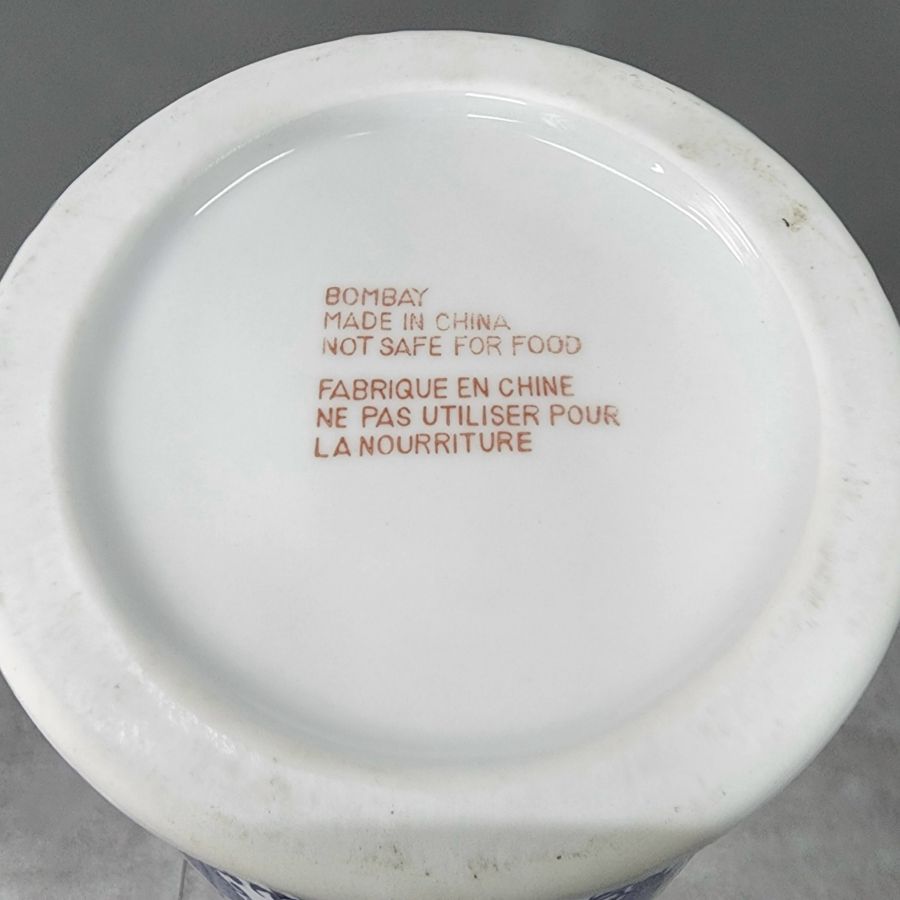 BOMBAY
MADE IN CHINA
NOT SAFE FOR FOOD
FABRIQUE EN CHINE
NE PAS UTILISER POUR
LA NOURRITURE